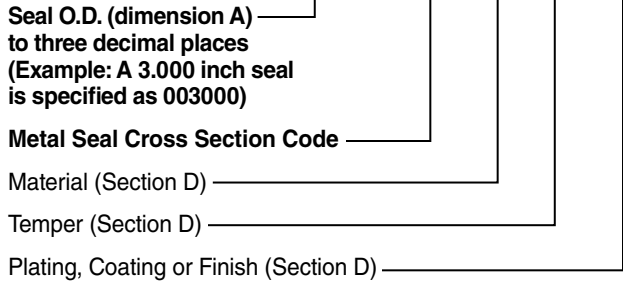 Seal O.D. (dimension A)
to three decimal places
(Example: A 3.000 inch seal
is specified as 003000)
Metal Seal Cross Section Code
Material (Section D)
Temper (Section D)
Plating, Coating or Finish (Section D)